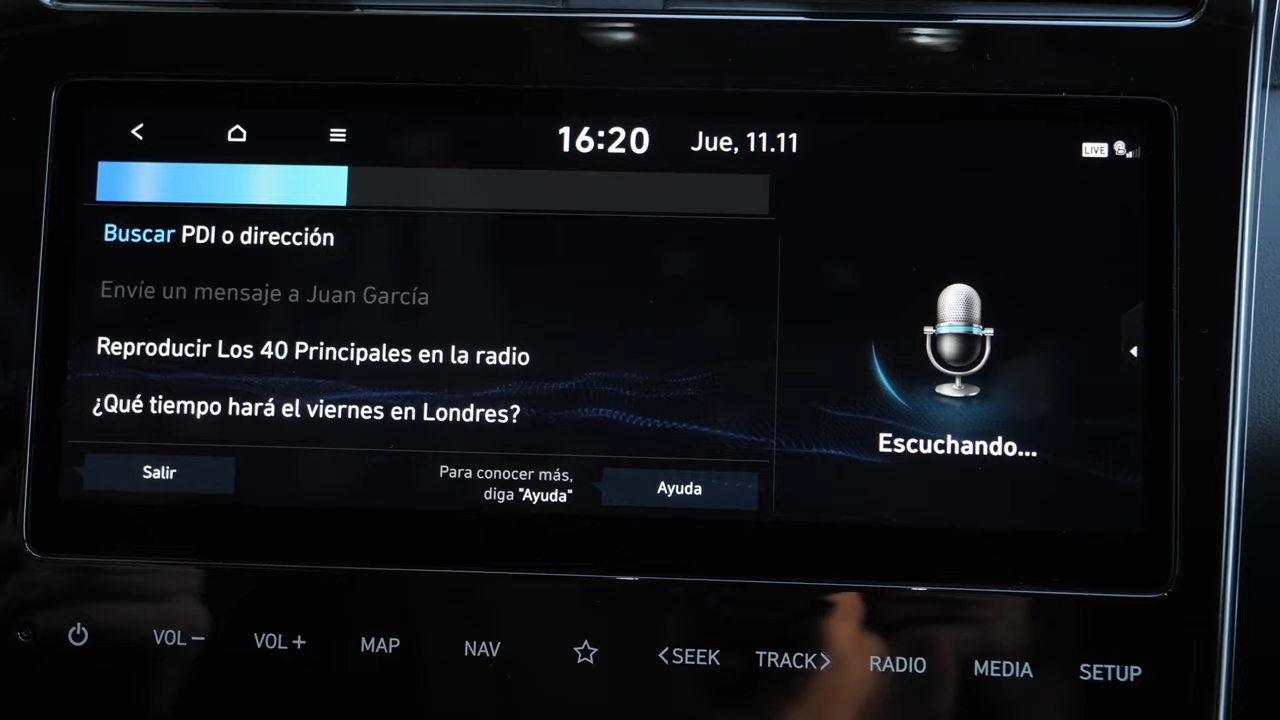 16:20 Jue, 11.11
LIVE
Buscar PDI o dirección
Envíe un mensaje a Juan García
Reproducir Los 40 Principales en la radio
¿Qué tiempo hará el viernes en Londres?
Escuchando...
Salir
Para conocer más,
diga "Ayuda"
Ayuda
VOL− VOL+ MAP NAV <SEEK TRACK> RADIO MEDIA SETUP